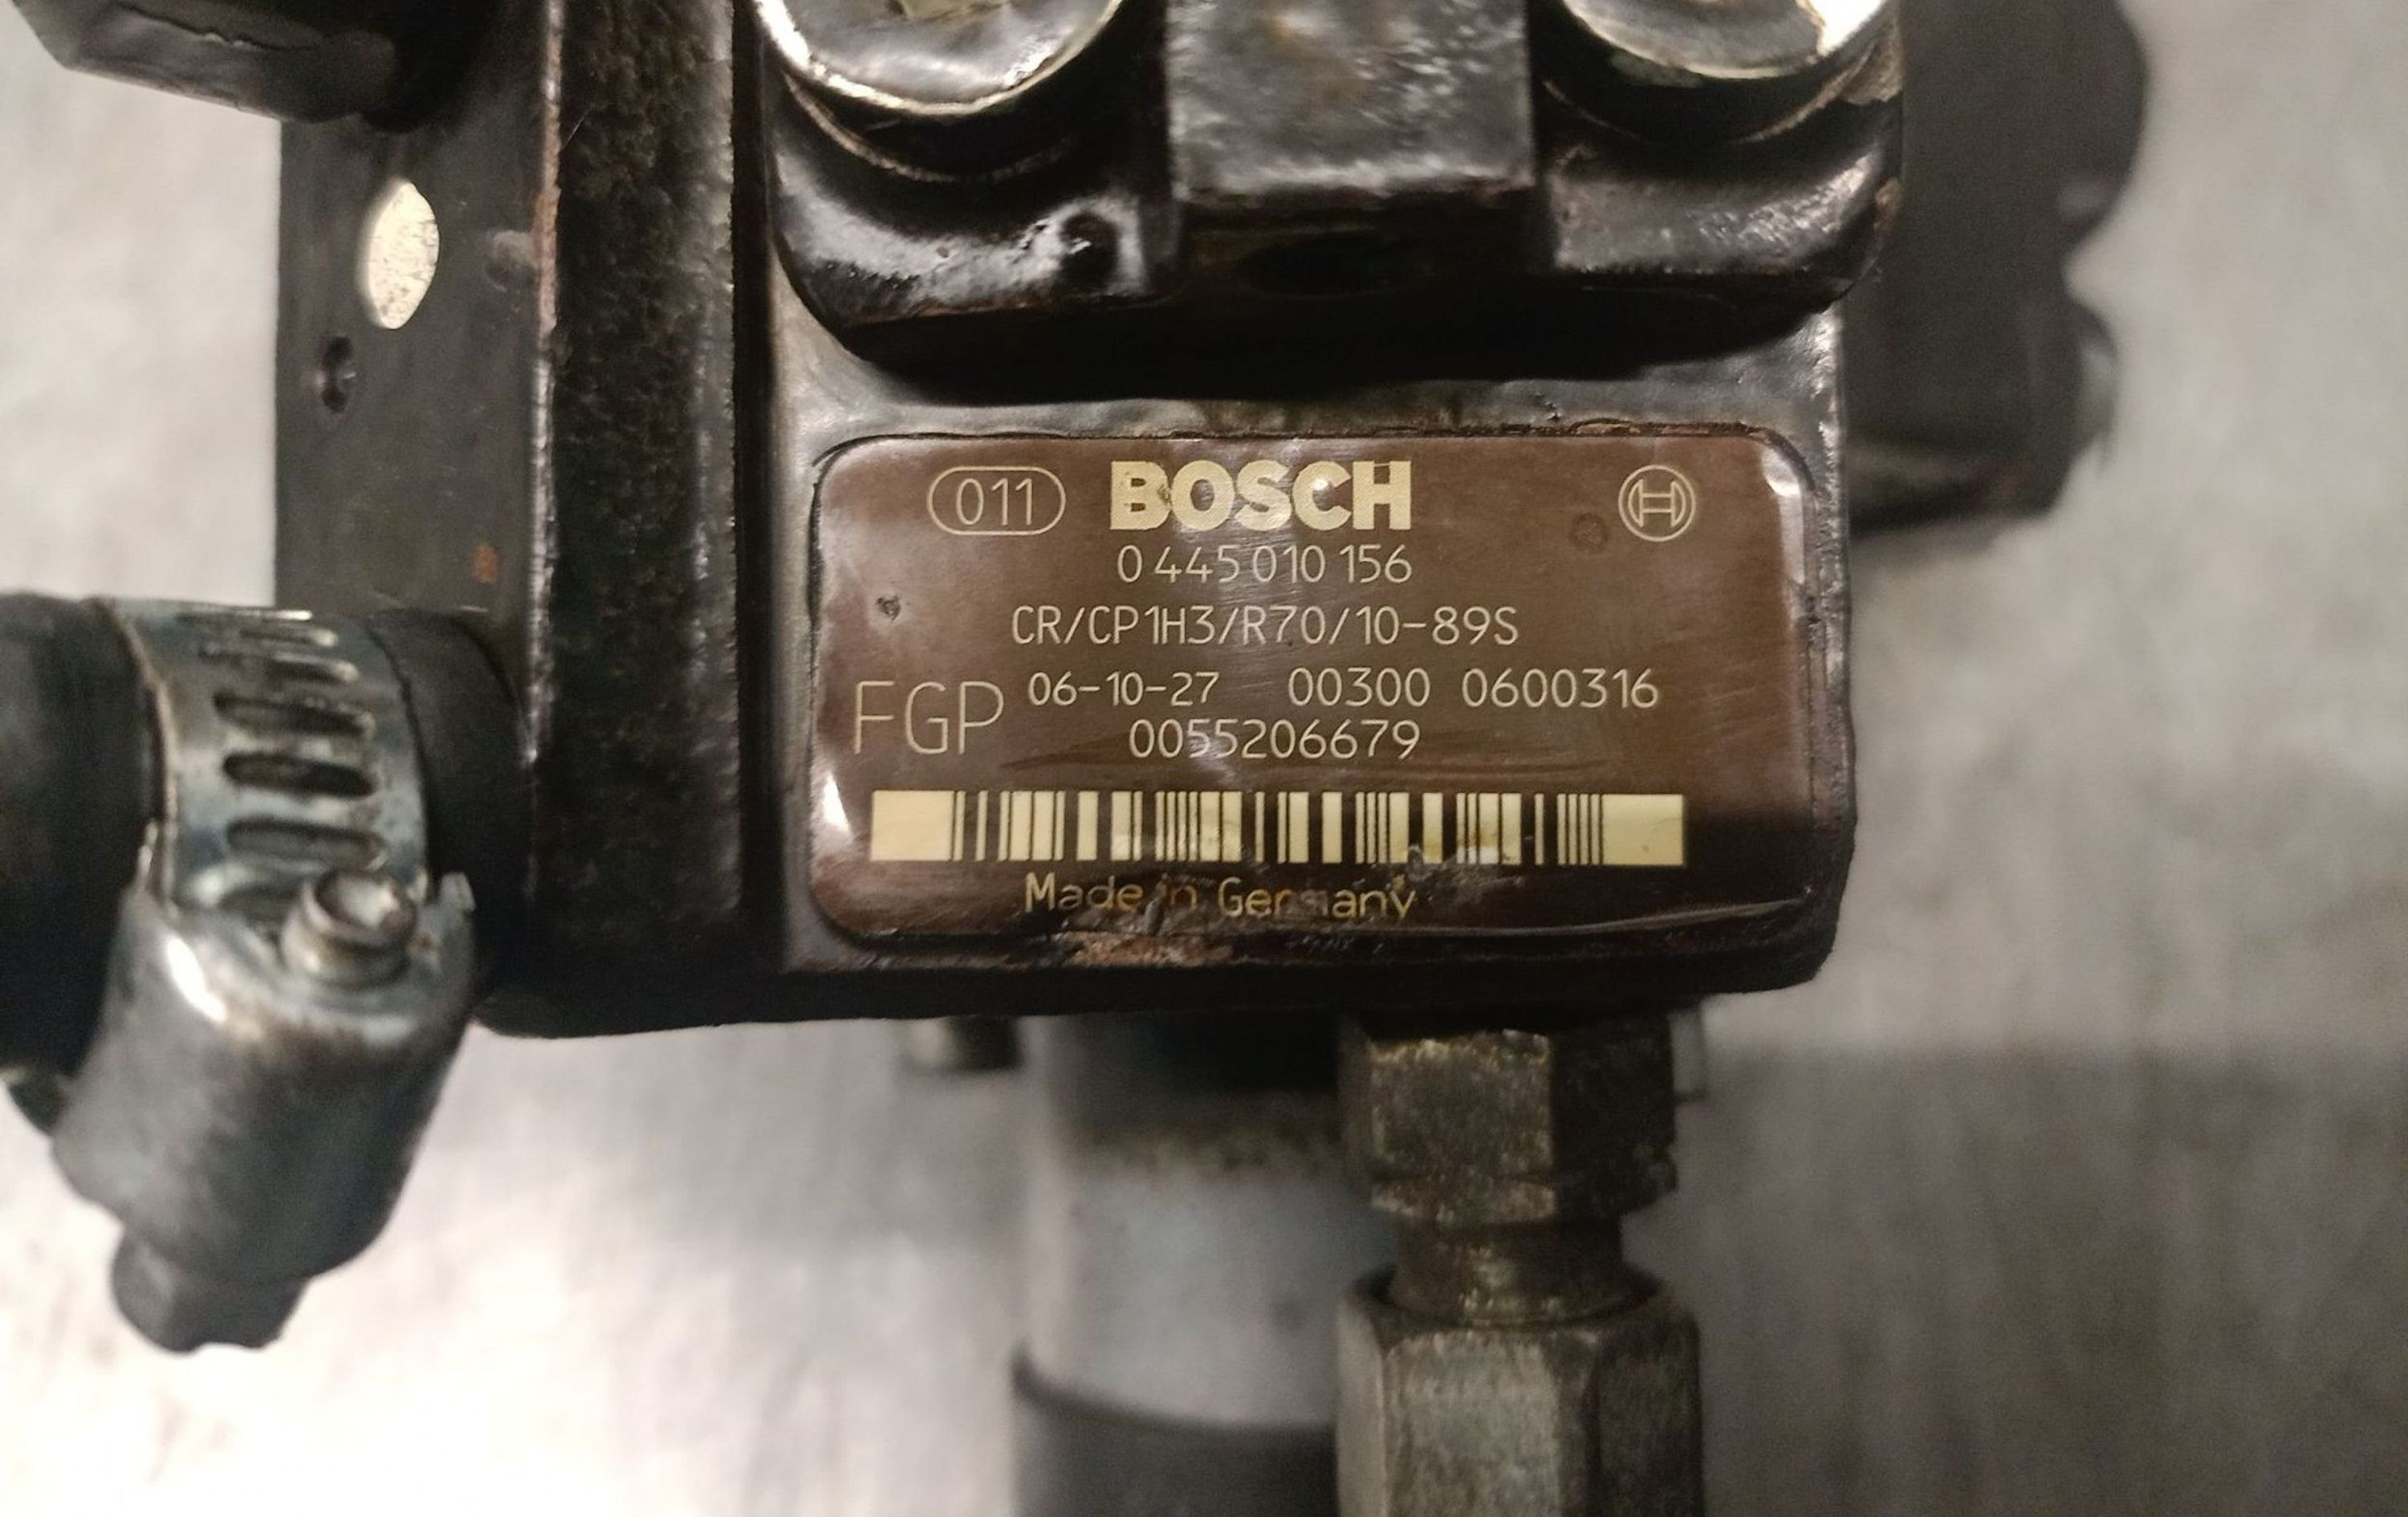 011 BOSCH
0 445 010 156
CR/CP1H3/R70/10-89S
FGP 06-10-27 00300 0600316
0055206679
Made in Germany